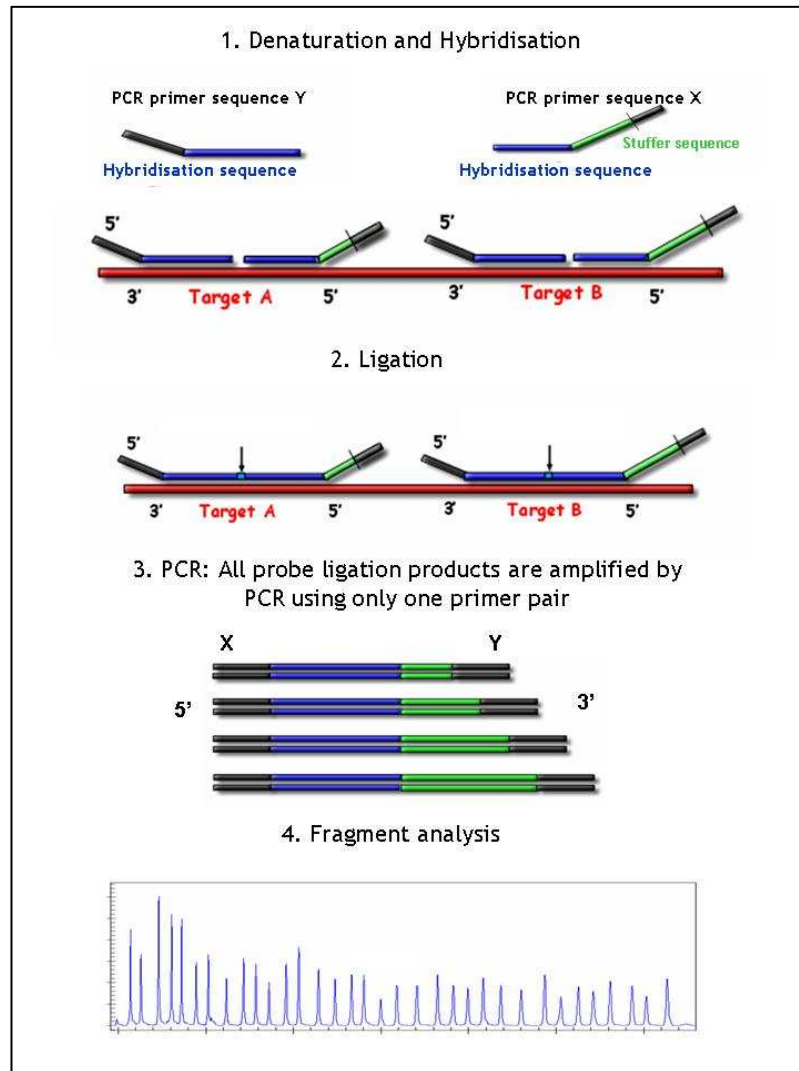 1. Denaturation and Hybridisation
PCR primer sequence Y
PCR primer sequence X
Stuffer sequence
Hybridisation sequence
Hybridisation sequence
5'
5'
3'
Target A
5'
3'
Target B
5'
2. Ligation
5'
5'
3'
Target A
5'
3'
Target B
5'
3. PCR: All probe ligation products are amplified by
PCR using only one primer pair
X
Y
5'
3'
4. Fragment analysis